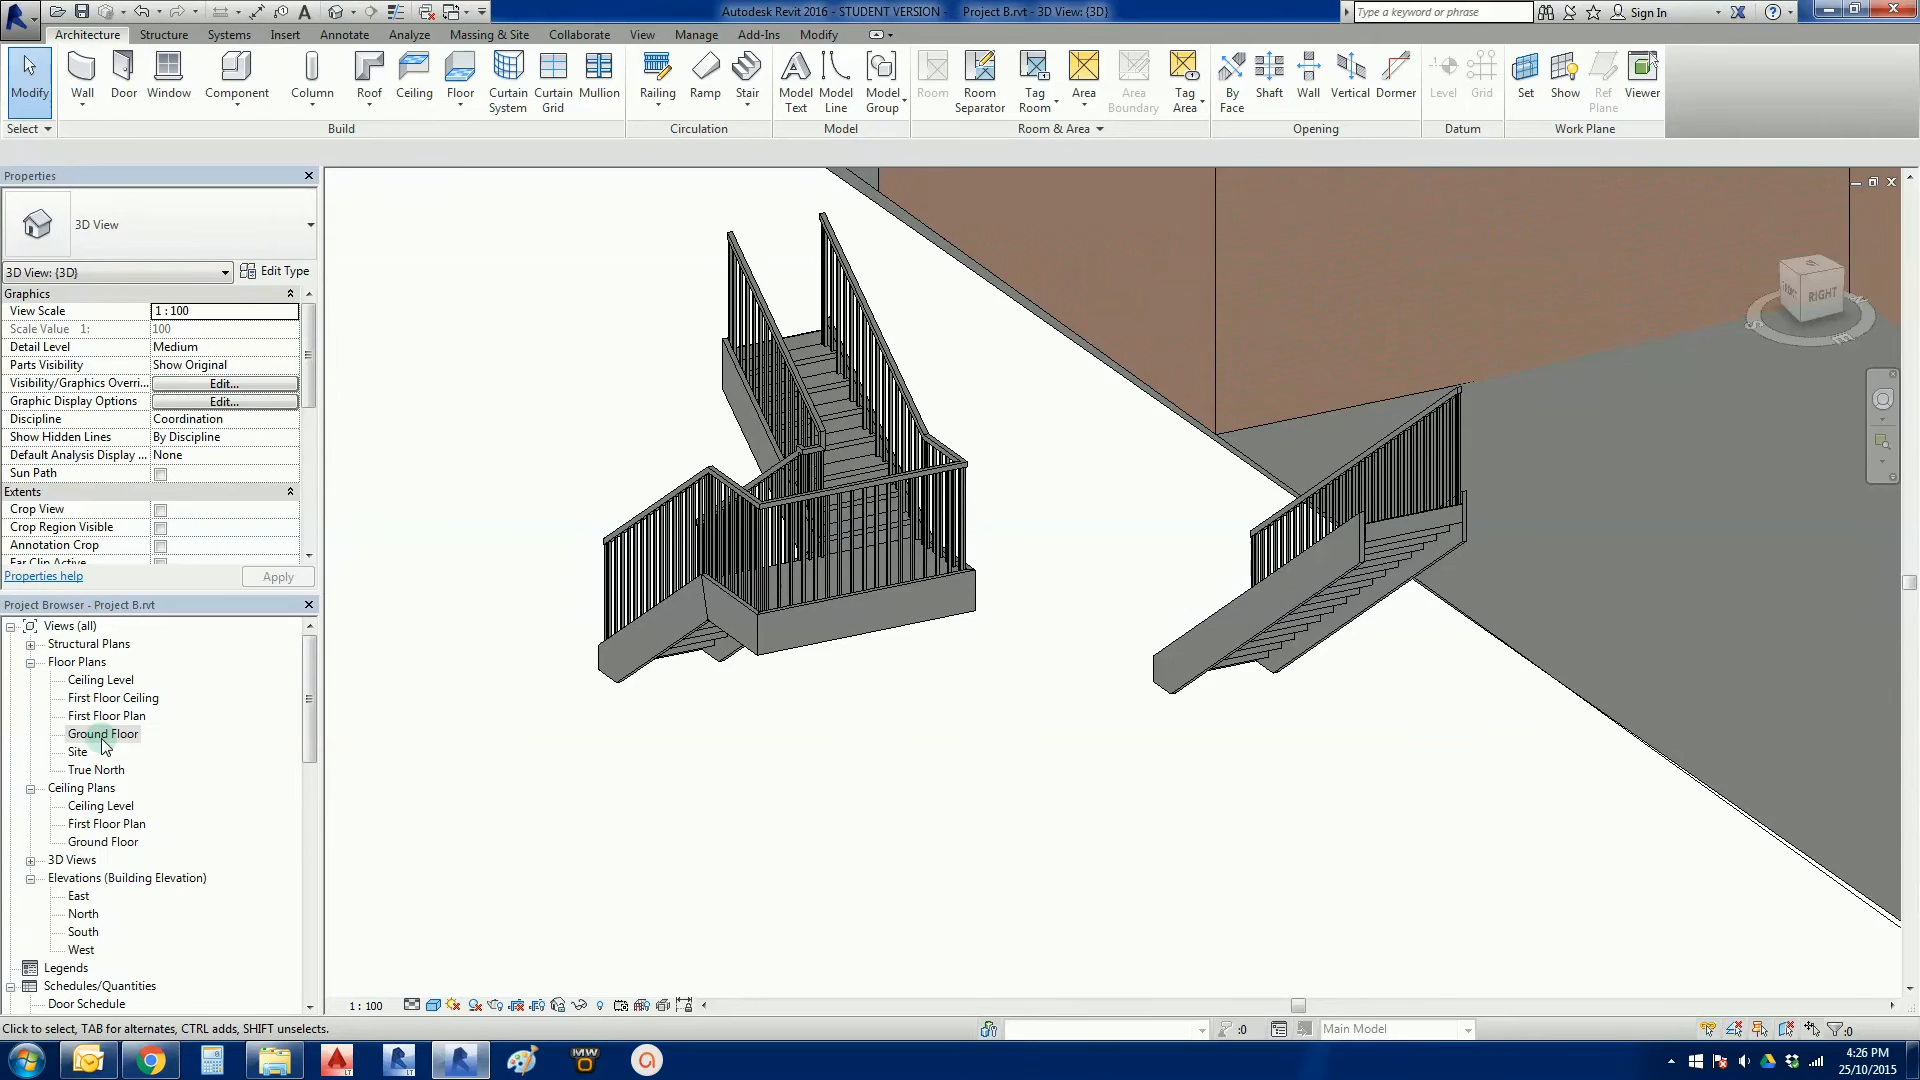 Autodesk Revit 2016 - STUDENT VERSION - Project B.rvt - 3D View: {3D}
Type a keyword or phrase
Sign In
Architecture Structure Systems Insert Annotate Analyze Massing & Site Collaborate View Manage Add-Ins Modify
Modify Wall Door Window Component Column Roof Ceiling Floor Curtain System Curtain Grid Mullion Railing Ramp Stair Model Text Model Line Model Group Room Room Separator Tag Room Area Area Boundary Tag Area By Face Shaft Wall Vertical Dormer Level Grid Set Show Ref Plane Viewer
Select Build Circulation Model Room & Area Opening Datum Work Plane
Properties
3D View
3D View: {3D} Edit Type
Graphics
View Scale 1 : 100
Scale Value 1: 100
Detail Level Medium
Parts Visibility Show Original
Visibility/Graphics Overri... Edit...
Graphic Display Options Edit...
Discipline Coordination
Show Hidden Lines By Discipline
Default Analysis Display ... None
Sun Path
Extents
Crop View
Crop Region Visible
Annotation Crop
Far Clip Active
Properties help Apply
Project Browser - Project B.rvt
Views (all)
Structural Plans
Floor Plans
Ceiling Level
First Floor Ceiling
First Floor Plan
Ground Floor
Site
True North
Ceiling Plans
Ceiling Level
First Floor Plan
Ground Floor
3D Views
Elevations (Building Elevation)
East
North
South
West
Legends
Schedules/Quantities
Door Schedule
RIGHT
1 : 100
Click to select, TAB for alternates, CTRL adds, SHIFT unselects.
:0
Main Model
:0
LT
LT
MW
4:26 PM
25/10/2015